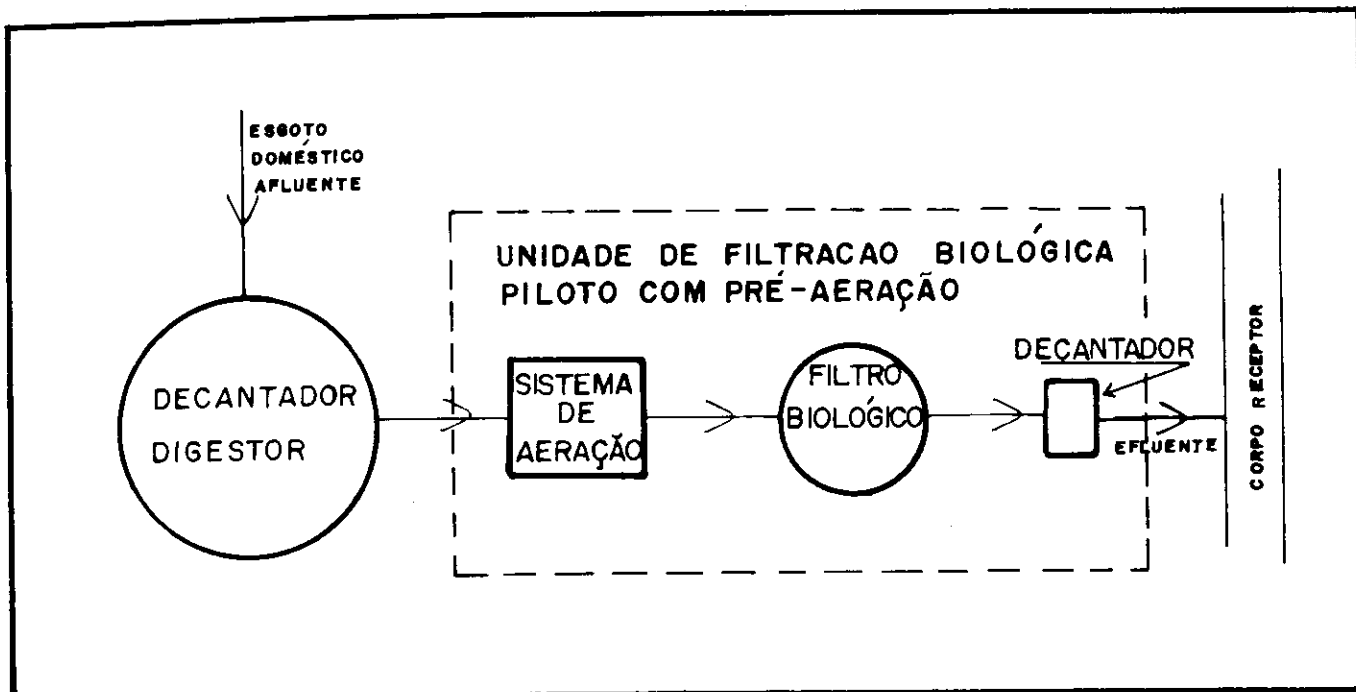 ESGOTO
DOMÉSTICO
AFLUENTE
UNIDADE DE FILTRACAO BIOLÓGICA
PILOTO COM PRÉ-AERAÇÃO
DECANTADOR
DIGESTOR
SISTEMA
DE
AERAÇÃO
FILTRO
BIOLÓGICO
DECANTADOR
EFLUENTE
CORPO RECEPTOR